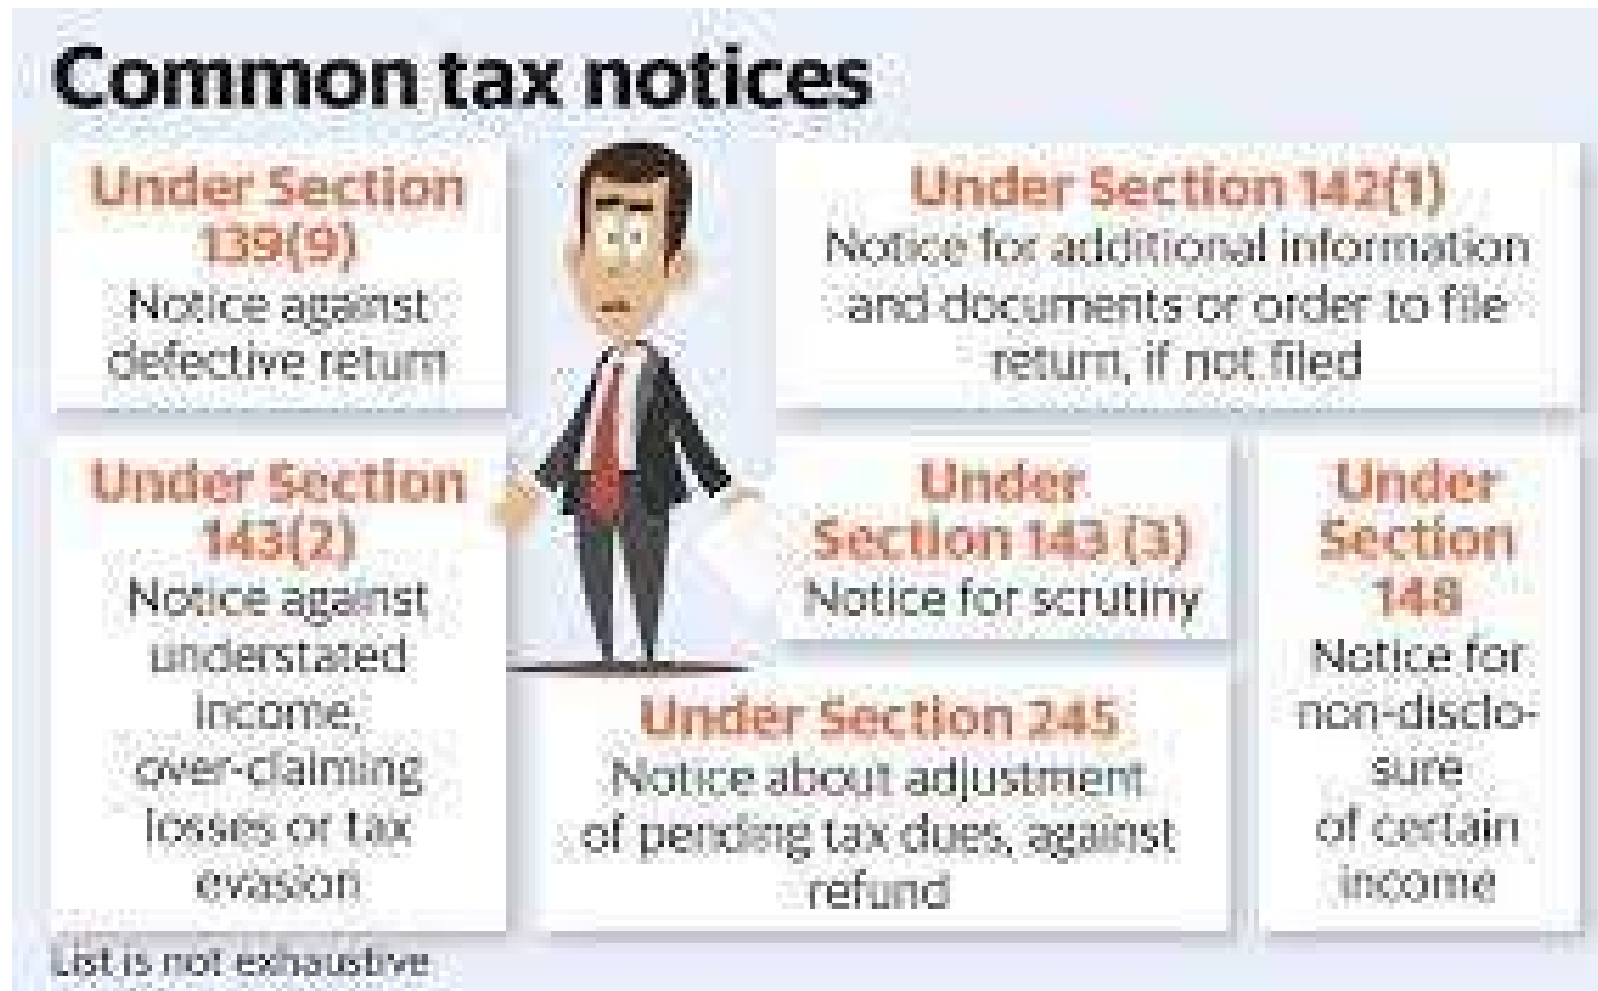 Common tax notices
Under Section
139(9)
Notice against
defective return
Under Section 142(1)
Notice for additional information
and documents or order to file
return, if not filed
Under Section
143(2)
Notice against
understated
income,
over-claiming
losses or tax
evasion
Under
Section 143 (3)
Notice for scrutiny
Under
Section
148
Notice for
non-disclo-
sure
of certain
income
Under Section 245
Notice about adjustment
of pending tax dues, against
refund
List is not exhaustive